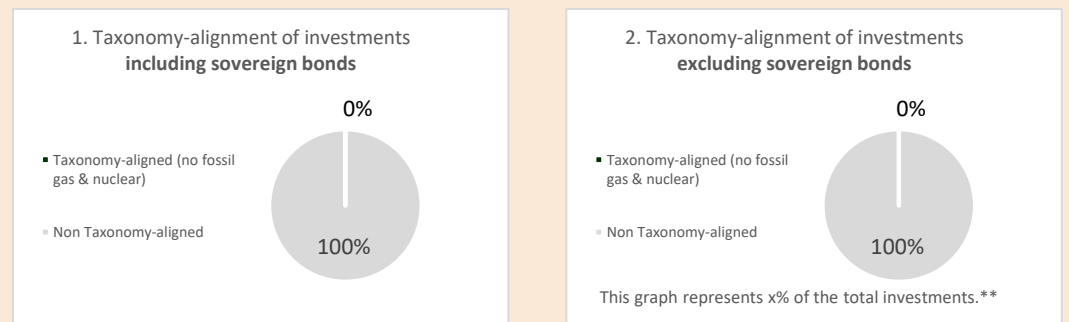 1. Taxonomy-alignment of investments
including sovereign bonds
0%
Taxonomy-aligned (no fossil
gas & nuclear)
Non Taxonomy-aligned
100%
2. Taxonomy-alignment of investments
excluding sovereign bonds
0%
Taxonomy-aligned (no fossil
gas & nuclear)
Non Taxonomy-aligned
100%
This graph represents x% of the total investments.**